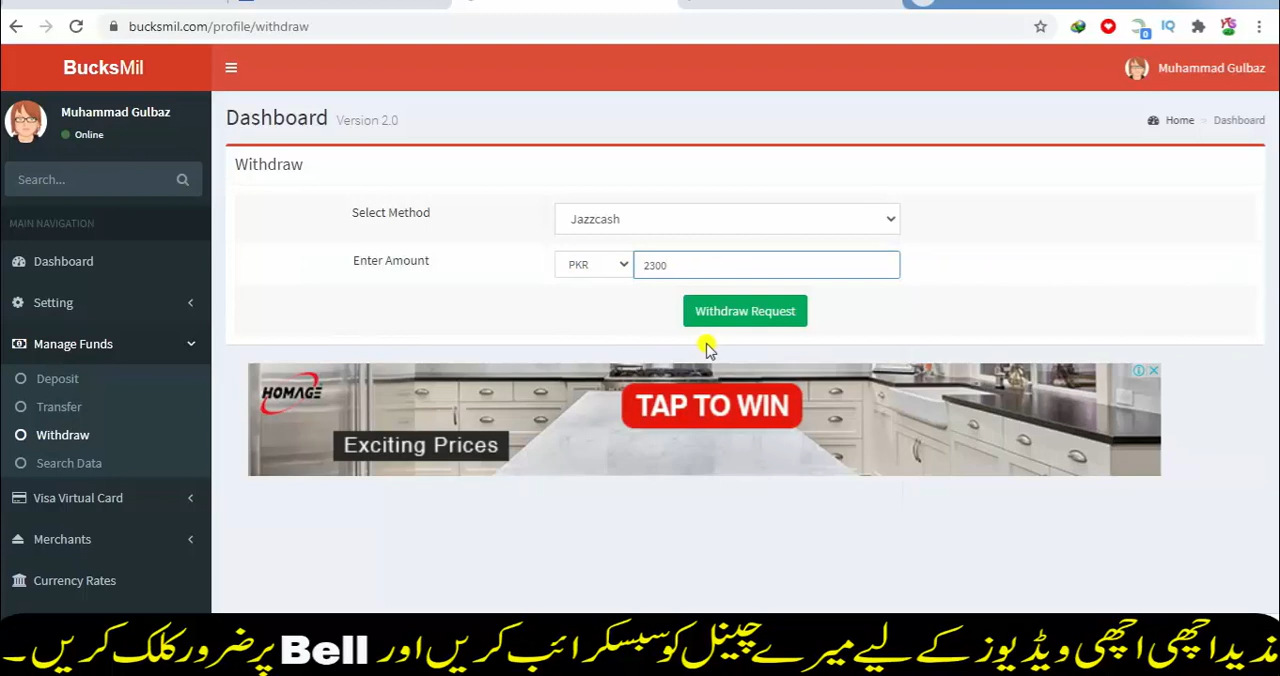 bucksmil.com/profile/withdraw
0
IQ
BucksMil
Muhammad Gulbaz
Muhammad Gulbaz
Online
Dashboard Version 2.0
Home > Dashboard
Search...
Withdraw
MAIN NAVIGATION
Select Method
Jazzcash
Dashboard
Enter Amount
PKR
2300
Setting
Withdraw Request
Manage Funds
Deposit
Transfer
Withdraw
Search Data
HOMAGE
TAP TO WIN
Exciting Prices
Visa Virtual Card
Merchants
Currency Rates
مذید اچھی اچھی ویڈیوز کے لیے میرے چینل کو سبسکرائب کریں اور Bell پر ضرور کلک کریں۔